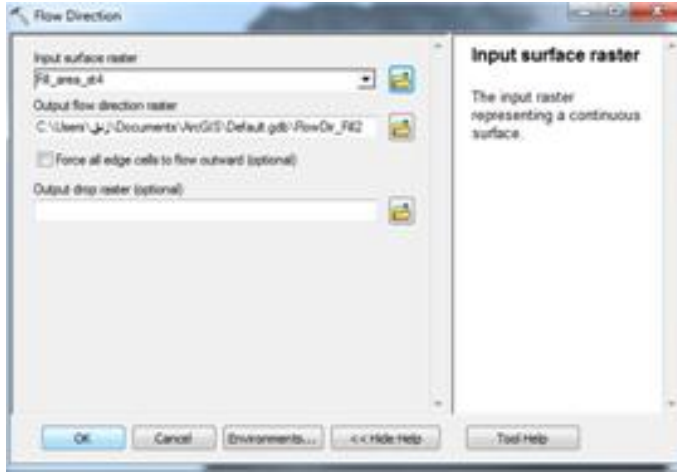 Flow Direction
Input surface raster
Fill_area_st4
Output flow direction raster
C:\Users\زيق\Documents\ArcGIS\Default.gdb\FlowDir_Fill2
Force all edge cells to flow outward (optional)
Output drop raster (optional)
OK
Cancel
Environments...
<< Hide Help
Input surface raster
The input raster
representing a continuous
surface.
Tool Help